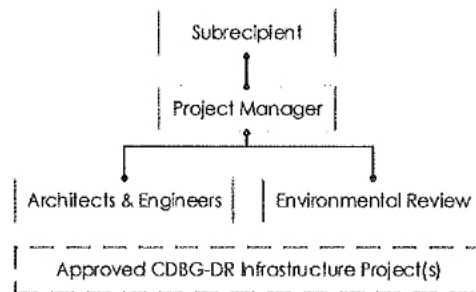 Subrecipient
Project Manager
Architects & Engineers
Environmental Review
Approved CDBG-DR Infrastructure Project(s)